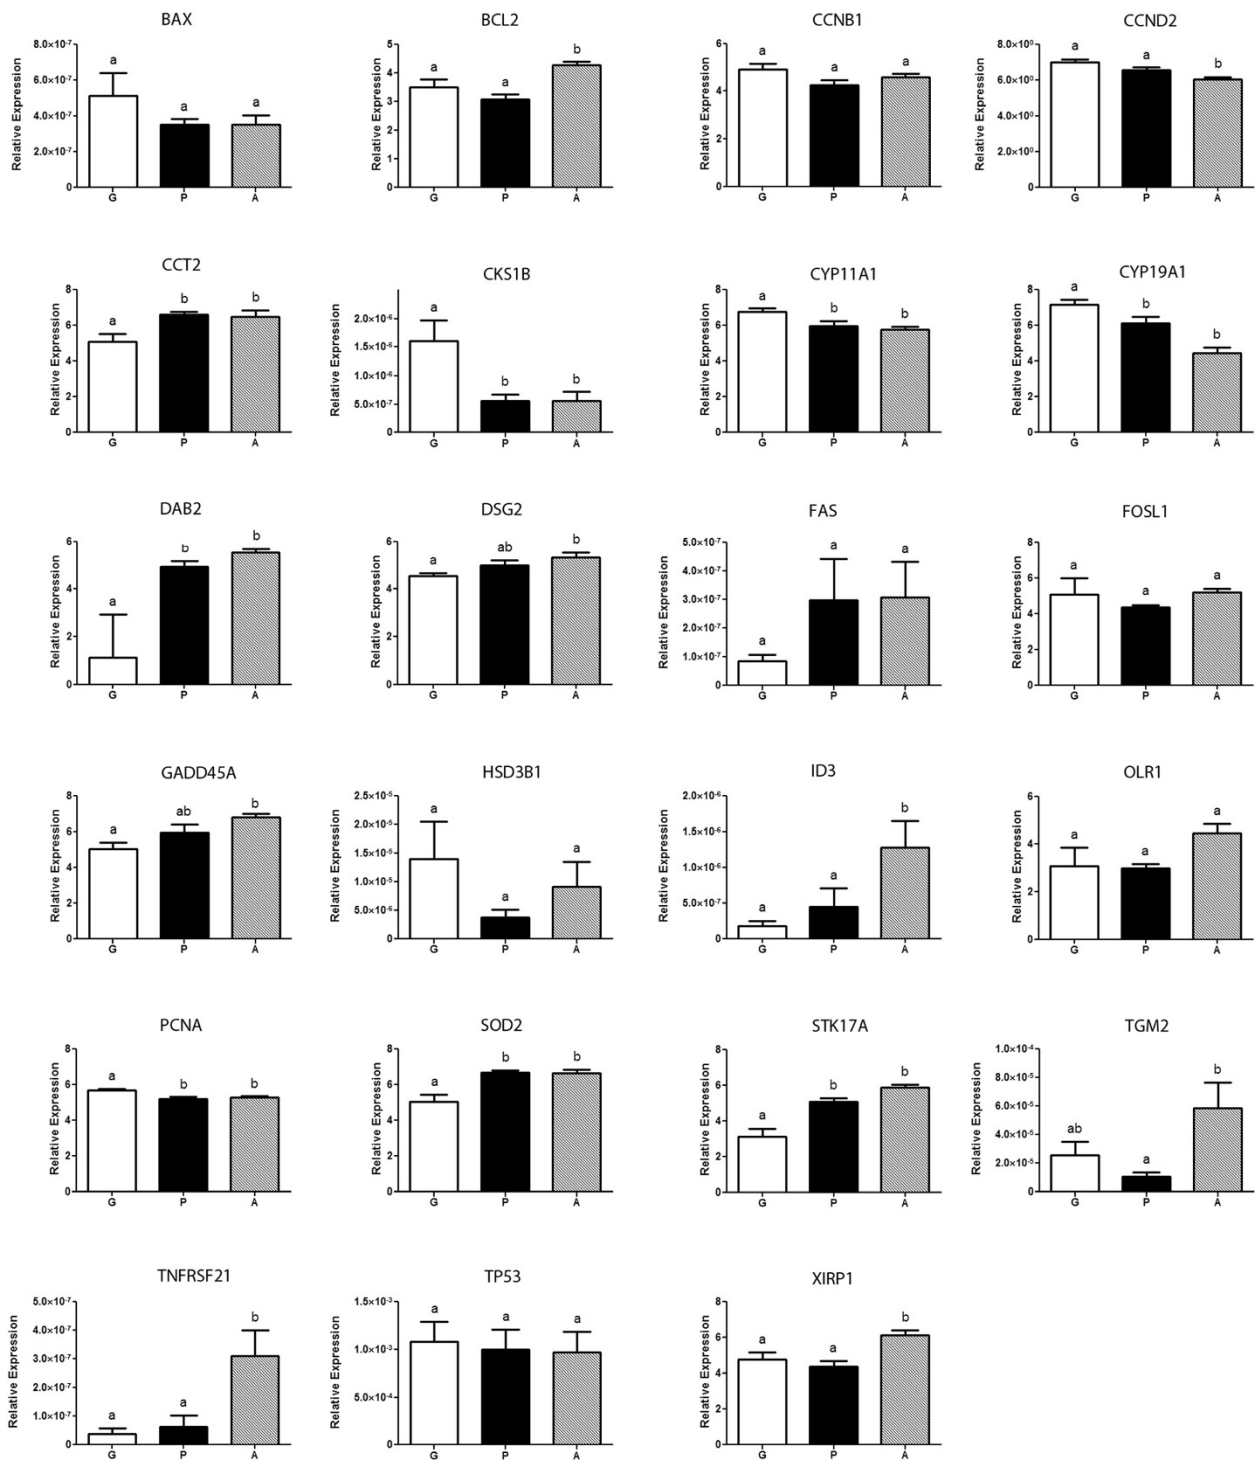 BAX
Relative Expression
8.0×10⁻⁷
6.0×10⁻⁷
4.0×10⁻⁷
2.0×10⁻⁷
0
a a a
G P A
BCL2
Relative Expression
5
4
3
2
1
0
a a b
G P A
CCNB1
Relative Expression
6
4
2
0
a a a
G P A
CCND2
Relative Expression
8.0×10⁰
6.0×10⁰
4.0×10⁰
2.0×10⁰
0
a a b
G P A
CCT2
Relative Expression
8
6
4
2
0
a b b
G P A
CKS1B
Relative Expression
2.0×10⁻⁶
1.5×10⁻⁶
1.0×10⁻⁶
5.0×10⁻⁷
0
a b b
G P A
CYP11A1
Relative Expression
8
6
4
2
0
a b b
G P A
CYP19A1
Relative Expression
8
6
4
2
0
a b b
G P A
DAB2
Relative Expression
6
4
2
0
a b b
G P A
DSG2
Relative Expression
6
4
2
0
a ab b
G P A
FAS
Relative Expression
5.0×10⁻⁷
4.0×10⁻⁷
3.0×10⁻⁷
2.0×10⁻⁷
1.0×10⁻⁷
0
a a a
G P A
FOSL1
Relative Expression
8
6
4
2
0
a a a
G P A
GADD45A
Relative Expression
8
6
4
2
0
a ab b
G P A
HSD3B1
Relative Expression
2.5×10⁻⁵
2.0×10⁻⁵
1.5×10⁻⁵
1.0×10⁻⁵
5.0×10⁻⁶
0
a a a
G P A
ID3
Relative Expression
2.0×10⁻⁶
1.5×10⁻⁶
1.0×10⁻⁶
5.0×10⁻⁷
0
a a b
G P A
OLR1
Relative Expression
6
4
2
0
a a a
G P A
PCNA
Relative Expression
8
6
4
2
0
a b b
G P A
SOD2
Relative Expression
8
6
4
2
0
a b b
G P A
STK17A
Relative Expression
8
6
4
2
0
a b b
G P A
TGM2
Relative Expression
1.0×10⁻⁴
8.0×10⁻⁵
6.0×10⁻⁵
4.0×10⁻⁵
2.0×10⁻⁵
0
ab a b
G P A
TNFRSF21
Relative Expression
5.0×10⁻⁷
4.0×10⁻⁷
3.0×10⁻⁷
2.0×10⁻⁷
1.0×10⁻⁷
0
a a b
G P A
TP53
Relative Expression
1.5×10⁻³
1.0×10⁻³
5.0×10⁻⁴
0
a a a
G P A
XIRP1
Relative Expression
8
6
4
2
0
a a b
G P A